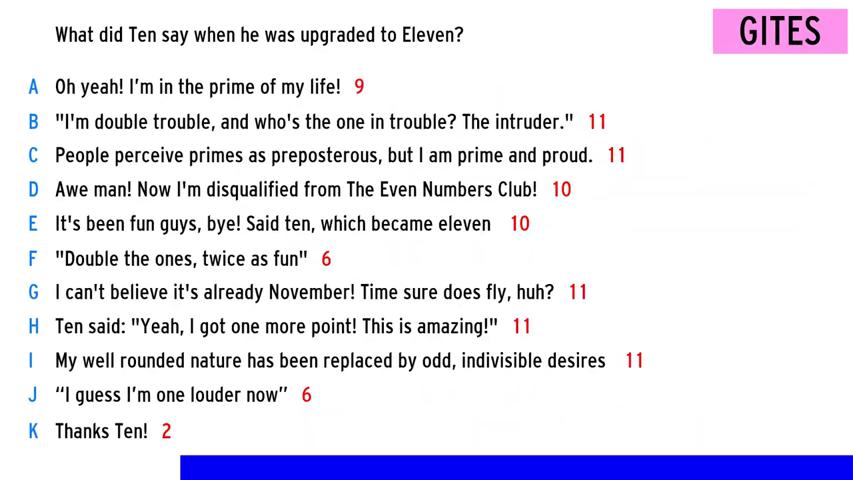 What did Ten say when he was upgraded to Eleven?
GITES
A Oh yeah! I'm in the prime of my life! 9
B "I'm double trouble, and who's the one in trouble? The intruder." 11
C People perceive primes as preposterous, but I am prime and proud. 11
D Awe man! Now I'm disqualified from The Even Numbers Club! 10
E It's been fun guys, bye! Said ten, which became eleven 10
F "Double the ones, twice as fun" 6
G I can't believe it's already November! Time sure does fly, huh? 11
H Ten said: "Yeah, I got one more point! This is amazing!" 11
I My well rounded nature has been replaced by odd, indivisible desires 11
J “I guess I’m one louder now” 6
K Thanks Ten! 2